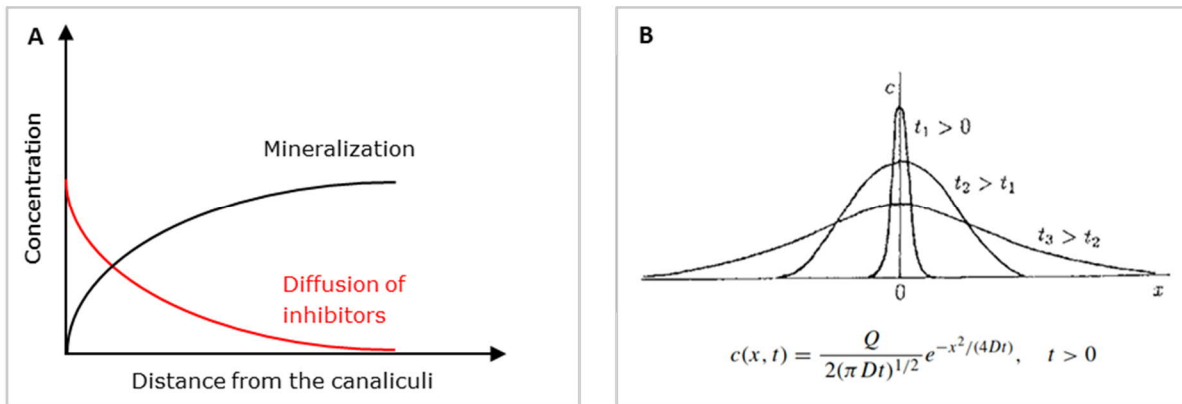 A
Concentration
Mineralization
Diffusion of
inhibitors
Distance from the canaliculi
B
c
t₁ > 0
t₂ > t₁
t₃ > t₂
0
x
c(x, t) = Q / 2(π Dt)^{1/2} e^{−x²/(4Dt)}, t > 0